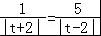 1/|t+2| = 5/|t-2|